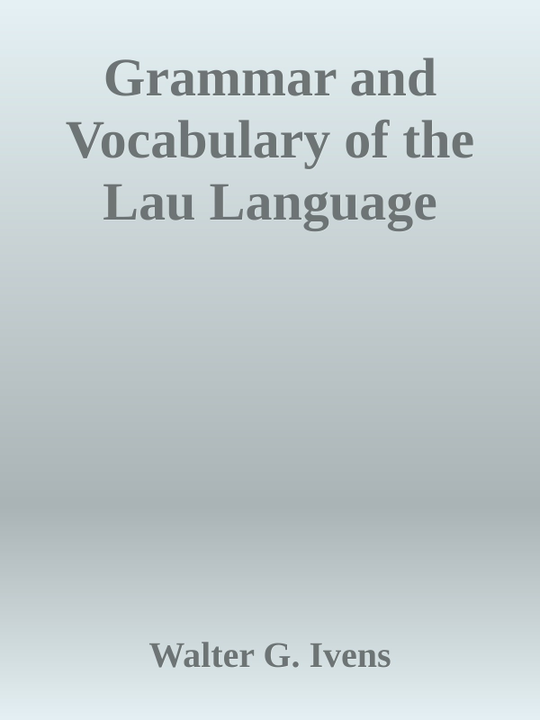 Grammar and
Vocabulary of the
Lau Language
Walter G. Ivens